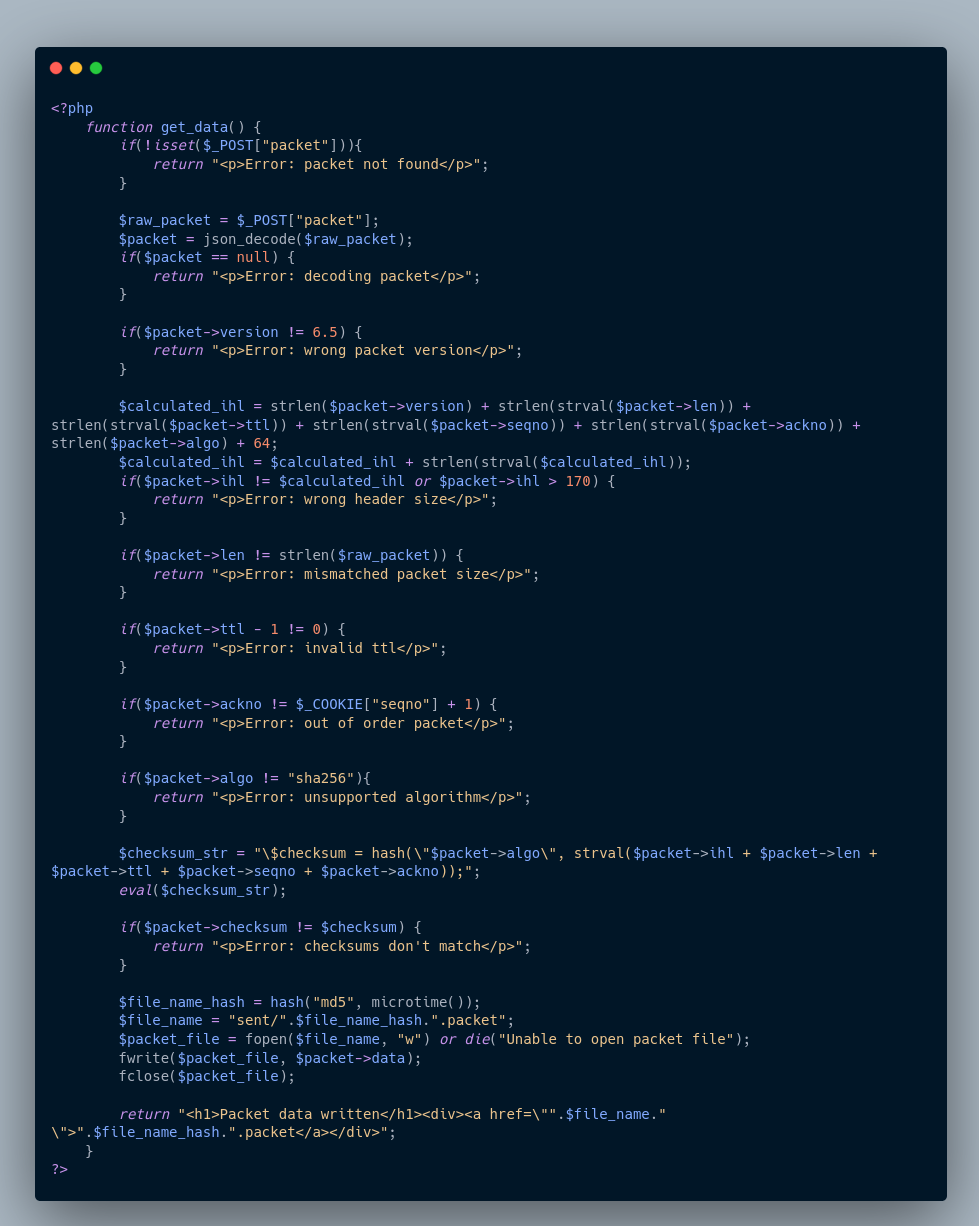 <?php
    function get_data() {
        if(!isset($_POST["packet"])){
            return "<p>Error: packet not found</p>";
        }

        $raw_packet = $_POST["packet"];
        $packet = json_decode($raw_packet);
        if($packet == null) {
            return "<p>Error: decoding packet</p>";
        }

        if($packet->version != 6.5) {
            return "<p>Error: wrong packet version</p>";
        }

        $calculated_ihl = strlen($packet->version) + strlen(strval($packet->len)) +
strlen(strval($packet->ttl)) + strlen(strval($packet->seqno)) + strlen(strval($packet->ackno)) +
strlen($packet->algo) + 64;
        $calculated_ihl = $calculated_ihl + strlen(strval($calculated_ihl));
        if($packet->ihl != $calculated_ihl or $packet->ihl > 170) {
            return "<p>Error: wrong header size</p>";
        }

        if($packet->len != strlen($raw_packet)) {
            return "<p>Error: mismatched packet size</p>";
        }

        if($packet->ttl - 1 != 0) {
            return "<p>Error: invalid ttl</p>";
        }

        if($packet->ackno != $_COOKIE["seqno"] + 1) {
            return "<p>Error: out of order packet</p>";
        }

        if($packet->algo != "sha256"){
            return "<p>Error: unsupported algorithm</p>";
        }

        $checksum_str = "\$checksum = hash(\"$packet->algo\", strval($packet->ihl + $packet->len +
$packet->ttl + $packet->seqno + $packet->ackno));";
        eval($checksum_str);

        if($packet->checksum != $checksum) {
            return "<p>Error: checksums don't match</p>";
        }

        $file_name_hash = hash("md5", microtime());
        $file_name = "sent/".$file_name_hash.".packet";
        $packet_file = fopen($file_name, "w") or die("Unable to open packet file");
        fwrite($packet_file, $packet->data);
        fclose($packet_file);

        return "<h1>Packet data written</h1><div><a href=\"".$file_name."
\">".$file_name_hash.".packet</a></div>";
    }
?>